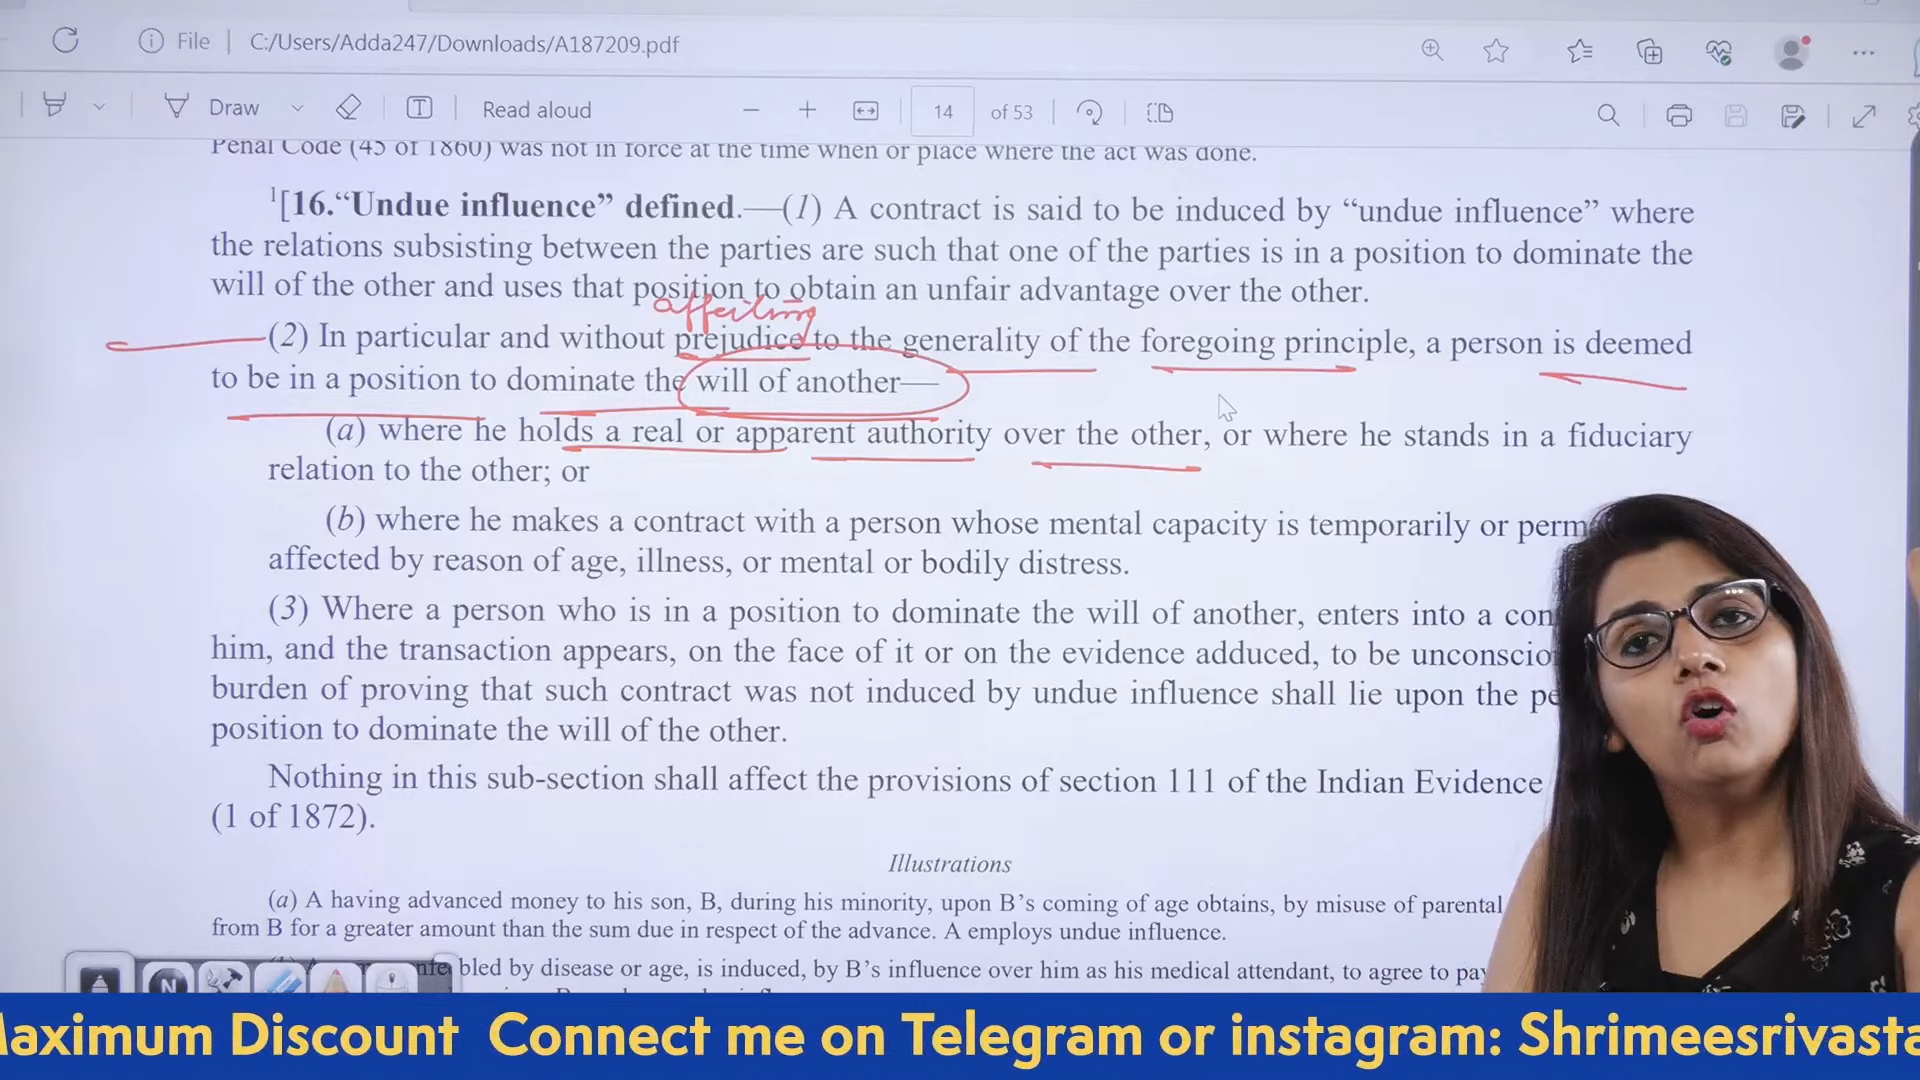 File | C:/Users/Adda247/Downloads/A187209.pdf
Draw Read aloud 14 of 53
Penal Code (45 of 1860) was not in force at the time when or place where the act was done.
1[16.“Undue influence” defined.—(1) A contract is said to be induced by “undue influence” where
the relations subsisting between the parties are such that one of the parties is in a position to dominate the
will of the other and uses that position to obtain an unfair advantage over the other.
affecting
(2) In particular and without prejudice to the generality of the foregoing principle, a person is deemed
to be in a position to dominate the will of another—
(a) where he holds a real or apparent authority over the other, or where he stands in a fiduciary
relation to the other; or
(b) where he makes a contract with a person whose mental capacity is temporarily or perm
affected by reason of age, illness, or mental or bodily distress.
(3) Where a person who is in a position to dominate the will of another, enters into a con
him, and the transaction appears, on the face of it or on the evidence adduced, to be unconscio
burden of proving that such contract was not induced by undue influence shall lie upon the pe
position to dominate the will of the other.
Nothing in this sub-section shall affect the provisions of section 111 of the Indian Evidence
(1 of 1872).
Illustrations
(a) A having advanced money to his son, B, during his minority, upon B’s coming of age obtains, by misuse of parental
from B for a greater amount than the sum due in respect of the advance. A employs undue influence.
bled by disease or age, is induced, by B’s influence over him as his medical attendant, to agree to pay
Maximum Discount Connect me on Telegram or instagram: Shrimeesrivasta